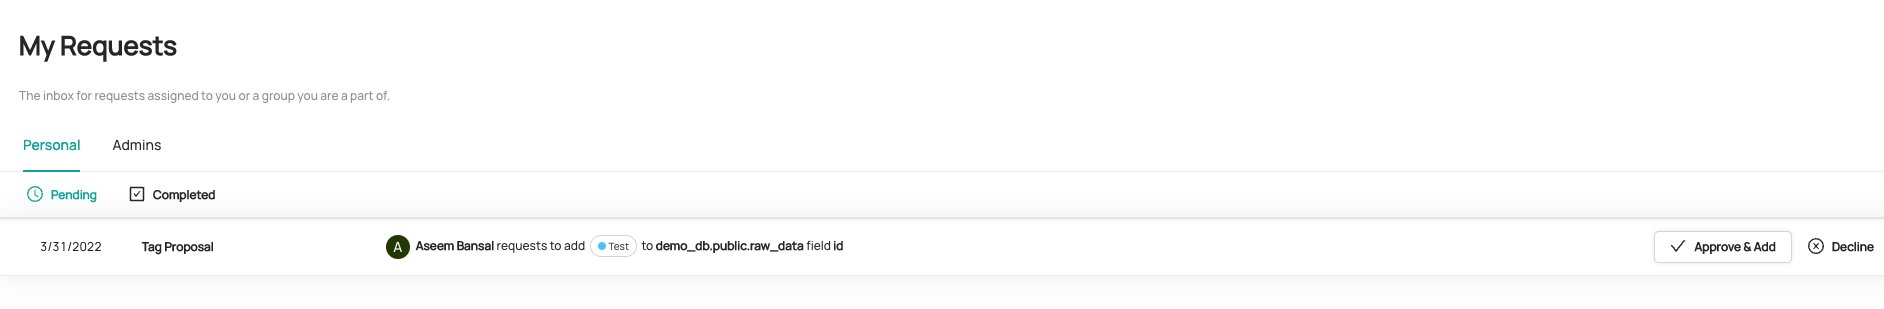 My Requests
The inbox for requests assigned to you or a group you are a part of.
Personal Admins
Pending Completed
3/31/2022 Tag Proposal A Aseem Bansal requests to add Test to demo_db.public.raw_data field id Approve & Add Decline